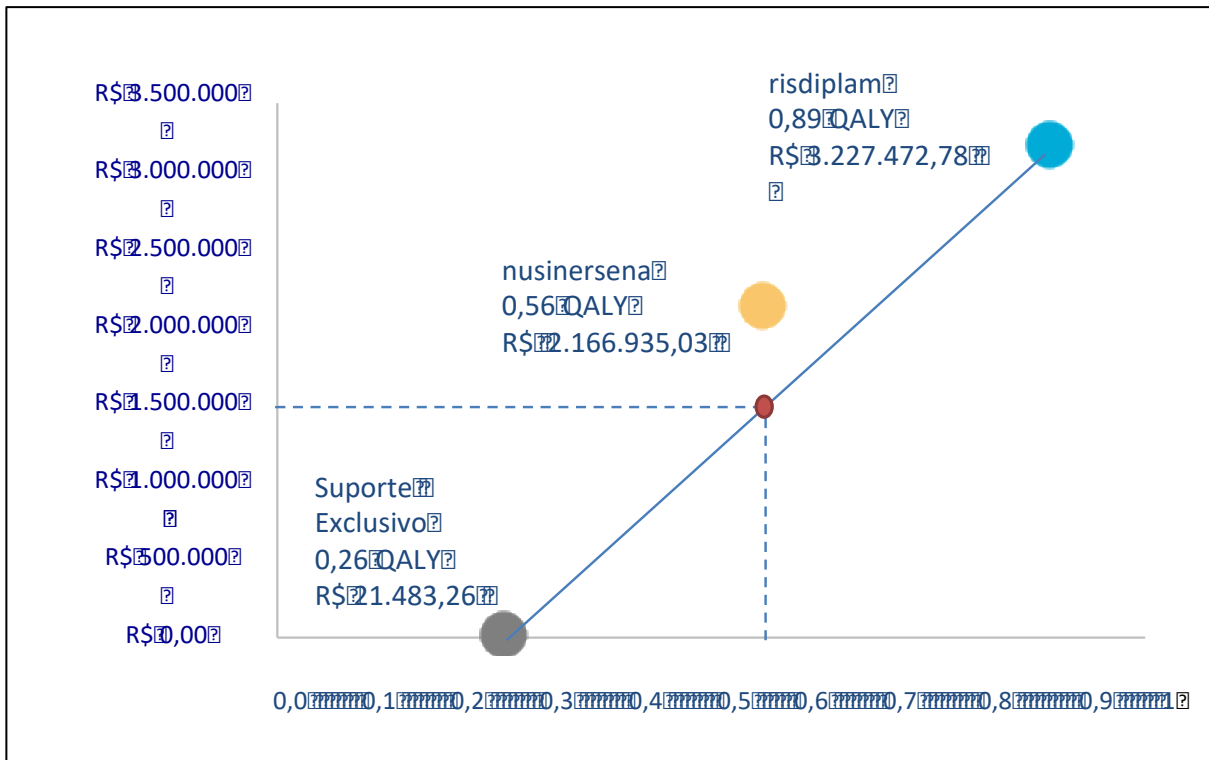 R$ 3.500.000
R$ 3.000.000
R$ 2.500.000
R$ 2.000.000
R$ 1.500.000
R$ 1.000.000
R$ 500.000
R$ 0,00
risdiplam
0,89 QALY
R$ 3.227.472,78
nusinersena
0,56 QALY
R$ 2.166.935,03
Suporte
Exclusivo
0,26 QALY
R$ 21.483,26
0,0 0,1 0,2 0,3 0,4 0,5 0,6 0,7 0,8 0,9 1